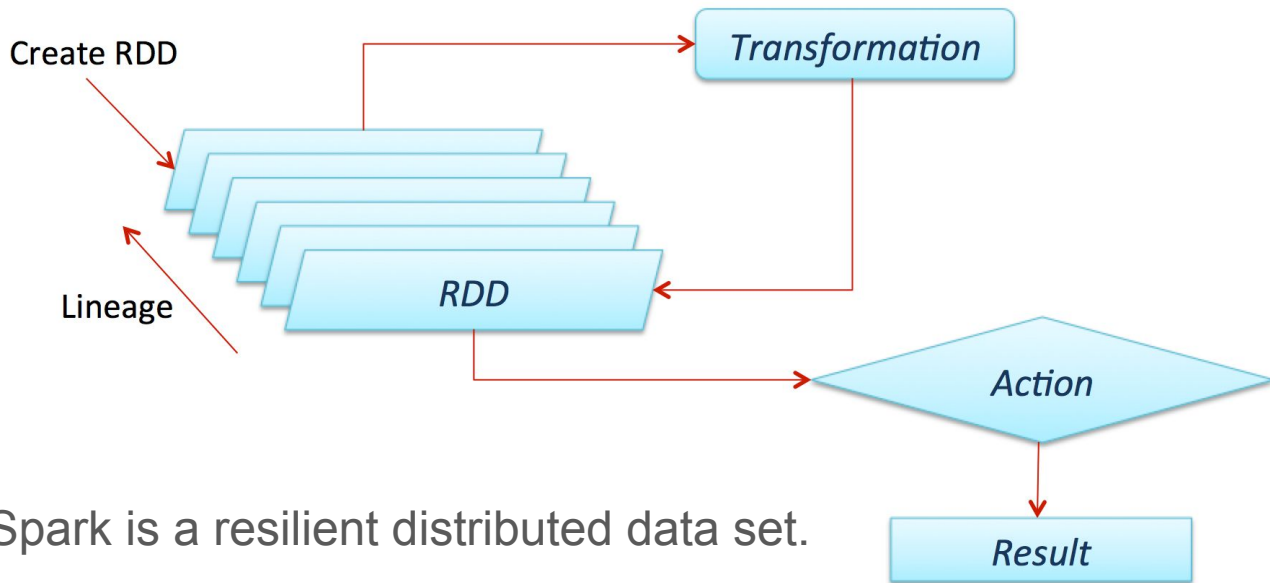 Create RDD
Transformation
Lineage
RDD
Action
Spark is a resilient distributed data set.
Result